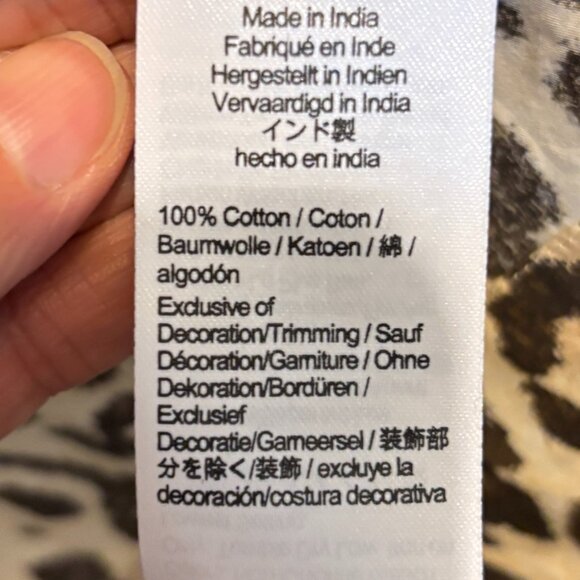 Made in India
Fabriqué en Inde
Hergestellt in Indien
Vervaardigd in India
インド製
hecho en india
100% Cotton / Coton /
Baumwolle / Katoen / 綿 /
algodón
Exclusive of
Decoration/Trimming / Sauf
Décoration/Garniture / Ohne
Dekoration/Bordüren /
Exclusief
Decoratie/Garneersel / 装飾部
分を除く/装飾 / excluye la
decoración/costura decorativa